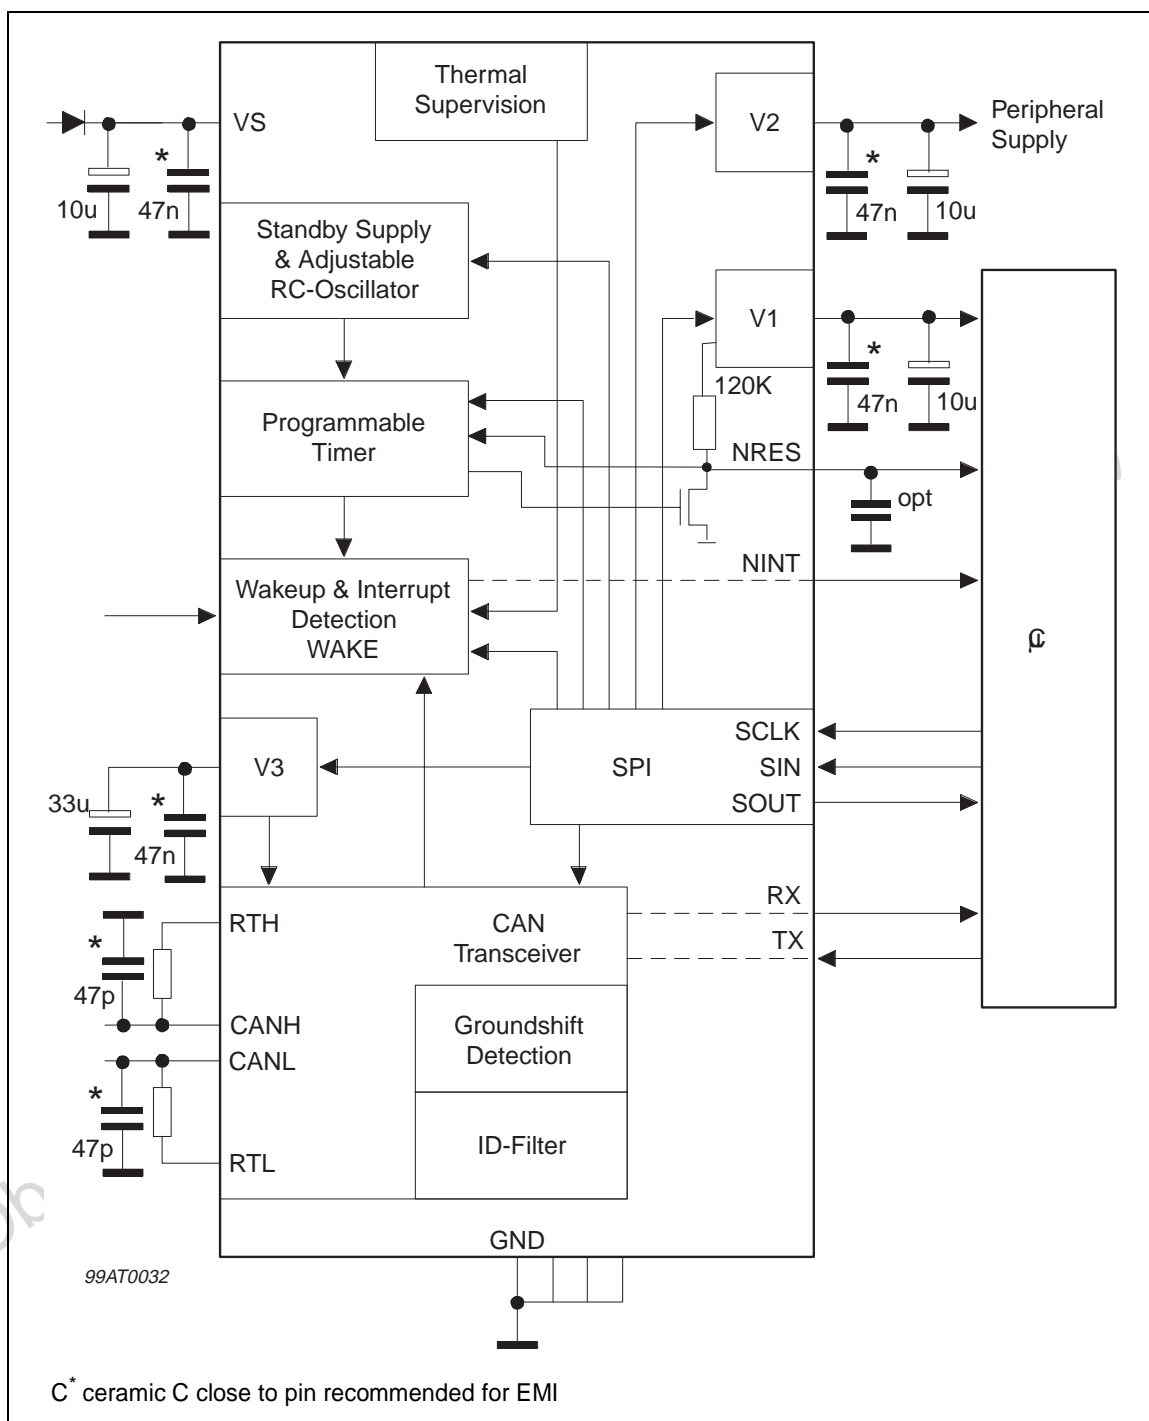 Thermal
Supervision
VS
V2
Peripheral
Supply
*
10u
47n
*
47n
10u
Standby Supply
& Adjustable
RC-Oscillator
V1
*
47n
10u
120K
Programmable
Timer
NRES
opt
NINT
Wakeup & Interrupt
Detection
WAKE
µC
SCLK
SIN
SOUT
SPI
V3
33u
*
47n
RTH
CAN
Transceiver
RX
TX
*
47p
CANH
CANL
Groundshift
Detection
*
47p
RTL
ID-Filter
GND
99AT0032
C* ceramic C close to pin recommended for EMI